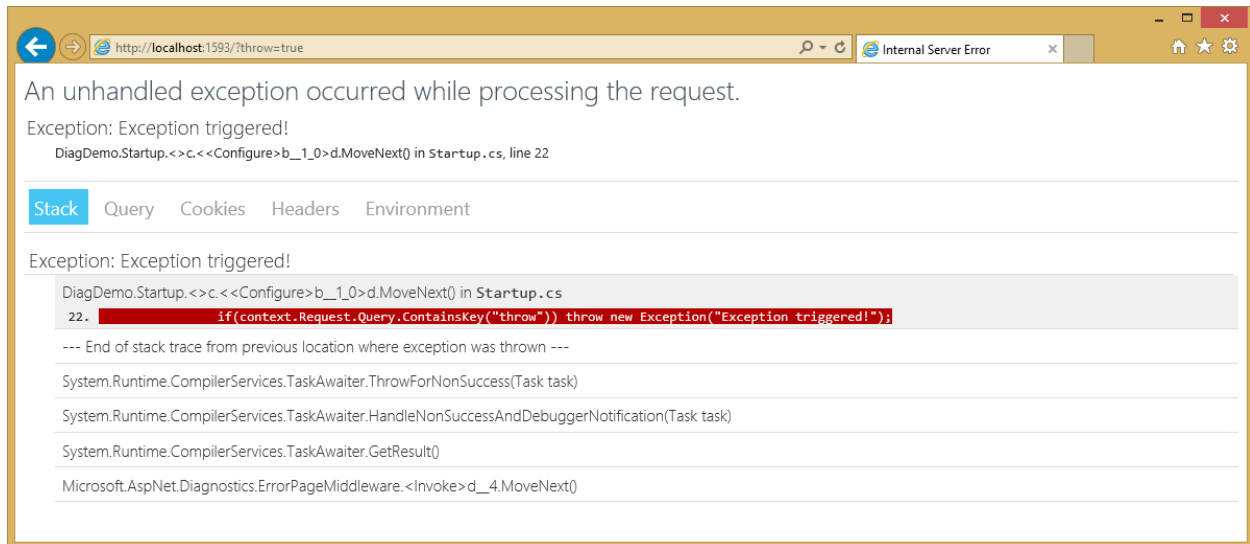 http://localhost:1593/?throw=true
Internal Server Error
An unhandled exception occurred while processing the request.
Exception: Exception triggered!
DiagDemo.Startup.<>c.<<Configure>b__1_0>d.MoveNext() in Startup.cs, line 22
Stack Query Cookies Headers Environment
Exception: Exception triggered!
DiagDemo.Startup.<>c.<<Configure>b__1_0>d.MoveNext() in Startup.cs
22. if(context.Request.Query.ContainsKey("throw")) throw new Exception("Exception triggered!");
--- End of stack trace from previous location where exception was thrown ---
System.Runtime.CompilerServices.TaskAwaiter.ThrowForNonSuccess(Task task)
System.Runtime.CompilerServices.TaskAwaiter.HandleNonSuccessAndDebuggerNotification(Task task)
System.Runtime.CompilerServices.TaskAwaiter.GetResult()
Microsoft.AspNet.Diagnostics.ErrorPageMiddleware.<Invoke>d__4.MoveNext()